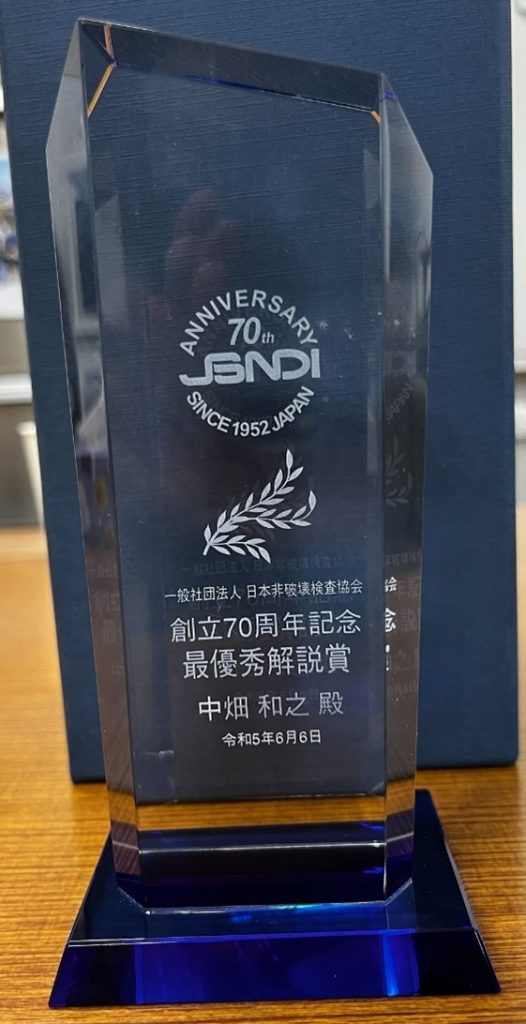 ANNIVERSARY
70th
JSNDI
SINCE 1952 JAPAN
一般社団法人 日本非破壊検査協会
創立70周年記念
最優秀解説賞
中畑 和之 殿
令和5年6月6日